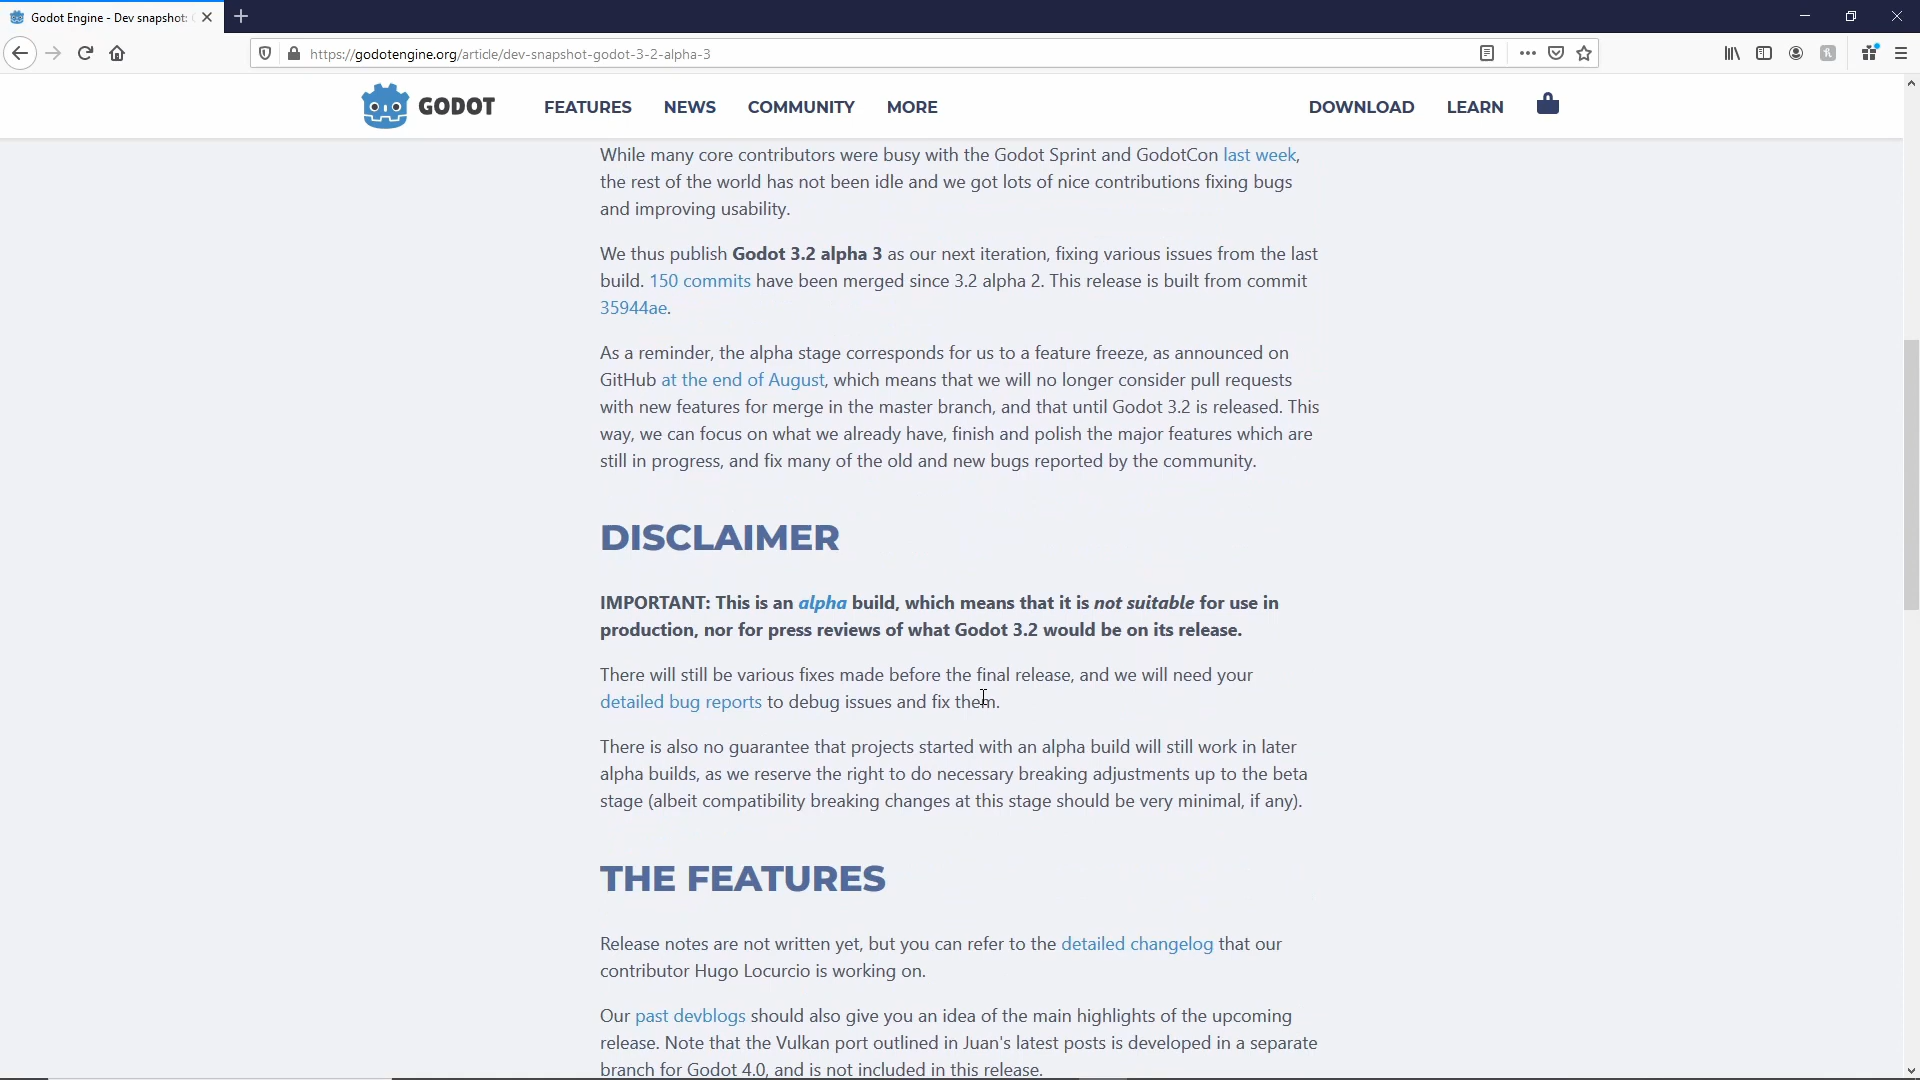 Godot Engine - Dev snapshot:
https://godotengine.org/article/dev-snapshot-godot-3-2-alpha-3
GODOT FEATURES NEWS COMMUNITY MORE DOWNLOAD LEARN
While many core contributors were busy with the Godot Sprint and GodotCon last week,
the rest of the world has not been idle and we got lots of nice contributions fixing bugs
and improving usability.
We thus publish Godot 3.2 alpha 3 as our next iteration, fixing various issues from the last
build. 150 commits have been merged since 3.2 alpha 2. This release is built from commit
35944ae.
As a reminder, the alpha stage corresponds for us to a feature freeze, as announced on
GitHub at the end of August, which means that we will no longer consider pull requests
with new features for merge in the master branch, and that until Godot 3.2 is released. This
way, we can focus on what we already have, finish and polish the major features which are
still in progress, and fix many of the old and new bugs reported by the community.
DISCLAIMER
IMPORTANT: This is an alpha build, which means that it is not suitable for use in
production, nor for press reviews of what Godot 3.2 would be on its release.
There will still be various fixes made before the final release, and we will need your
detailed bug reports to debug issues and fix them.
There is also no guarantee that projects started with an alpha build will still work in later
alpha builds, as we reserve the right to do necessary breaking adjustments up to the beta
stage (albeit compatibility breaking changes at this stage should be very minimal, if any).
THE FEATURES
Release notes are not written yet, but you can refer to the detailed changelog that our
contributor Hugo Locurcio is working on.
Our past devblogs should also give you an idea of the main highlights of the upcoming
release. Note that the Vulkan port outlined in Juan's latest posts is developed in a separate
branch for Godot 4.0, and is not included in this release.